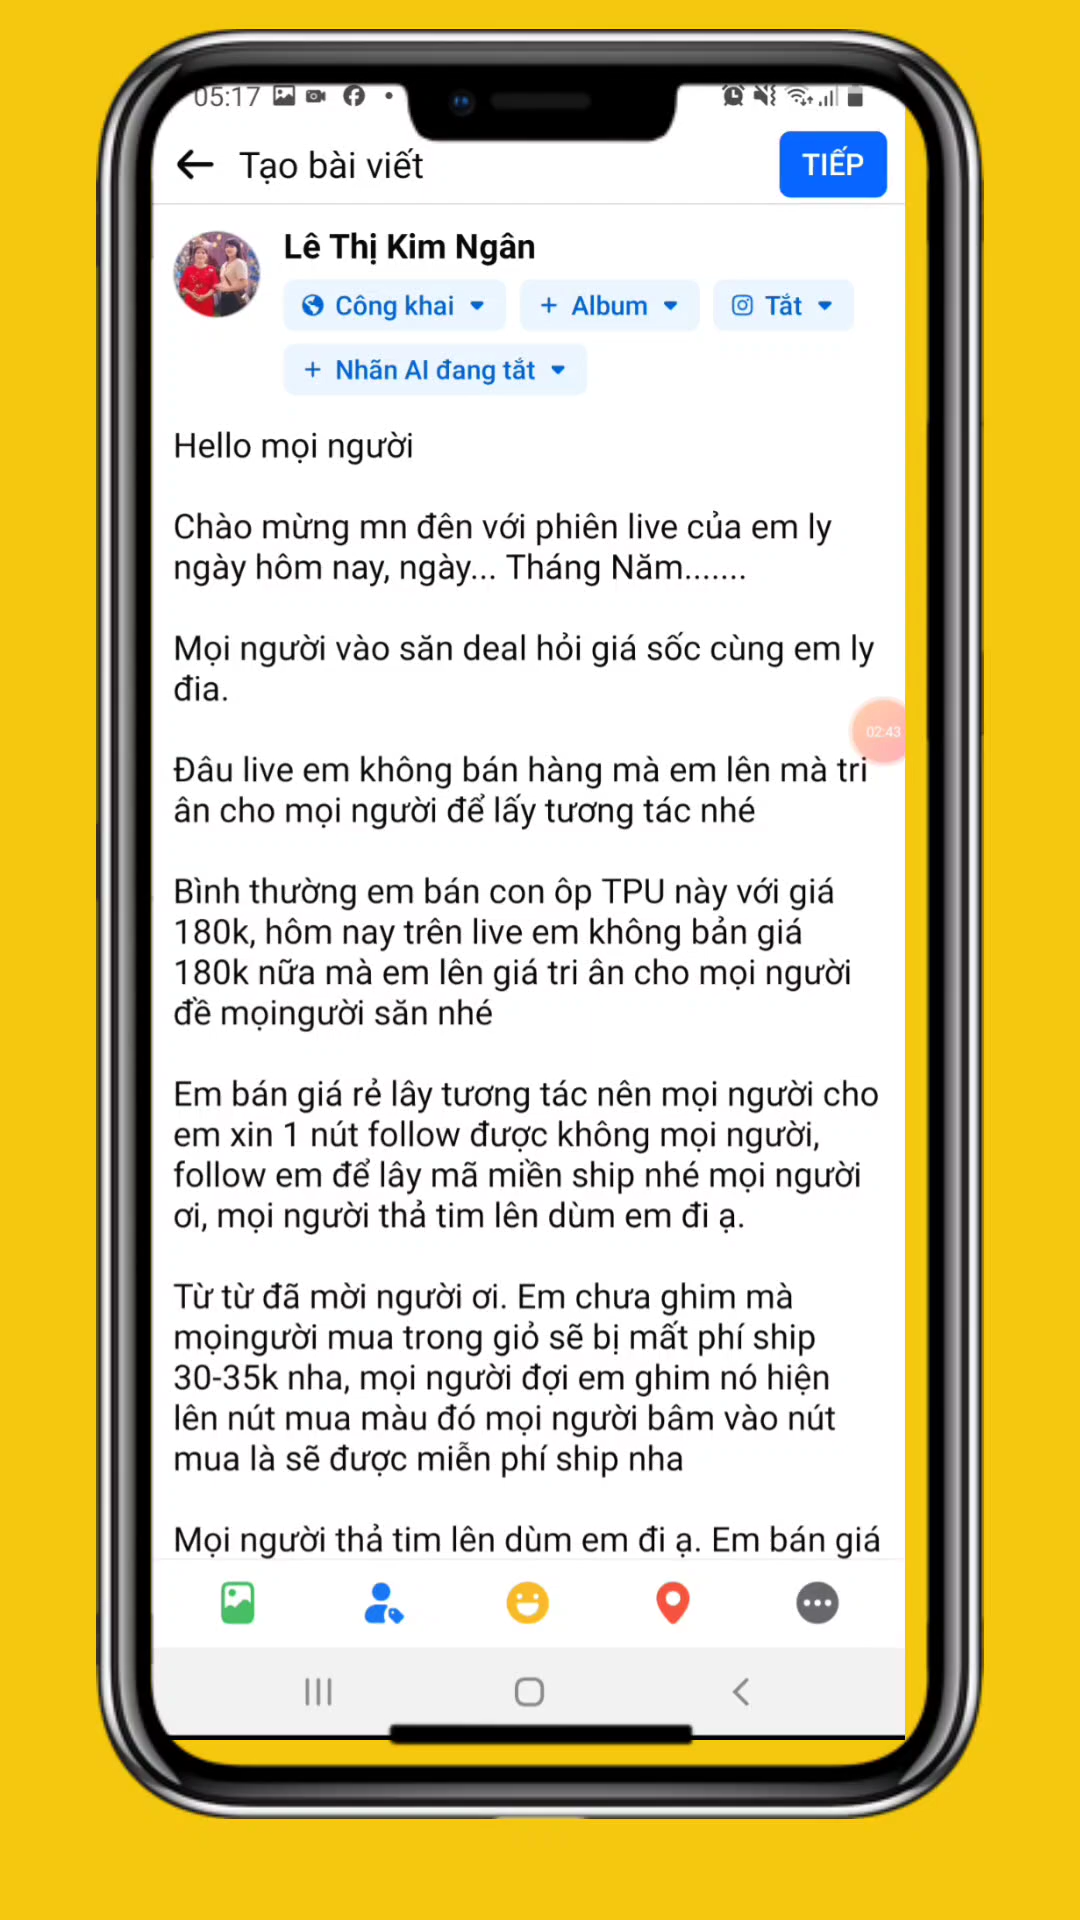 05:17
Tạo bài viết
TIẾP
Lê Thị Kim Ngân
Công khai
+ Album
Tắt
+ Nhãn AI đang tắt
Hello mọi người
Chào mừng mn đên với phiên live của em ly
ngày hôm nay, ngày... Tháng Năm.......
Mọi người vào săn deal hỏi giá sốc cùng em ly
đia.
Đâu live em không bán hàng mà em lên mà tri
ân cho mọi người để lấy tương tác nhé
Bình thường em bán con ôp TPU này với giá
180k, hôm nay trên live em không bản giá
180k nữa mà em lên giá tri ân cho mọi người
đề mọingười săn nhé
Em bán giá rẻ lây tương tác nên mọi người cho
em xin 1 nút follow được không mọi người,
follow em để lây mã miền ship nhé mọi người
ơi, mọi người thả tim lên dùm em đi ạ.
Từ từ đã mời người ơi. Em chưa ghim mà
mọingười mua trong giỏ sẽ bị mất phí ship
30-35k nha, mọi người đợi em ghim nó hiện
lên nút mua màu đó mọi người bâm vào nút
mua là sẽ được miễn phí ship nha
Mọi người thả tim lên dùm em đi ạ. Em bán giá
02:43